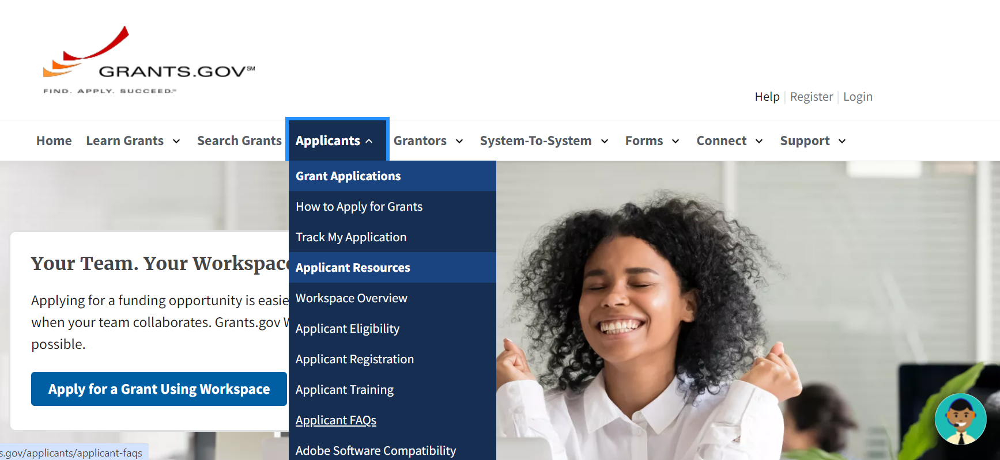 GRANTS.GOV℠
FIND. APPLY. SUCCEED.℠
Help | Register | Login
Home Learn Grants Search Grants Applicants Grantors System-To-System Forms Connect Support
Grant Applications
How to Apply for Grants
Track My Application
Applicant Resources
Workspace Overview
Applicant Eligibility
Applicant Registration
Applicant Training
Applicant FAQs
Adobe Software Compatibility
Your Team. Your Workspace
Applying for a funding opportunity is easie
when your team collaborates. Grants.gov W
possible.
Apply for a Grant Using Workspace
s.gov/applicants/applicant-faqs